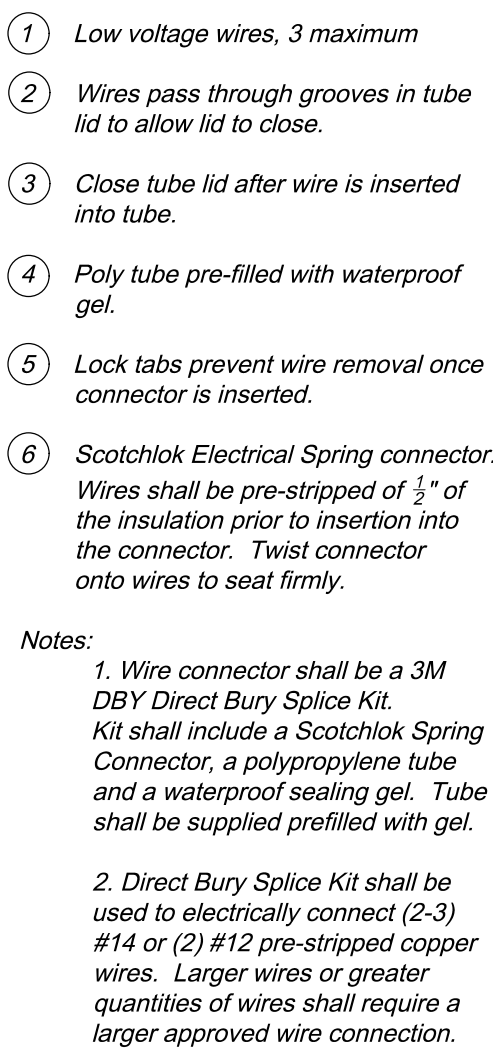 1 Low voltage wires, 3 maximum
2 Wires pass through grooves in tube
lid to allow lid to close.
3 Close tube lid after wire is inserted
into tube.
4 Poly tube pre-filled with waterproof
gel.
5 Lock tabs prevent wire removal once
connector is inserted.
6 Scotchlok Electrical Spring connector.
Wires shall be pre-stripped of 1/2" of
the insulation prior to insertion into
the connector. Twist connector
onto wires to seat firmly.
Notes:
1. Wire connector shall be a 3M
DBY Direct Bury Splice Kit.
Kit shall include a Scotchlok Spring
Connector, a polypropylene tube
and a waterproof sealing gel. Tube
shall be supplied prefilled with gel.
2. Direct Bury Splice Kit shall be
used to electrically connect (2-3)
#14 or (2) #12 pre-stripped copper
wires. Larger wires or greater
quantities of wires shall require a
larger approved wire connection.